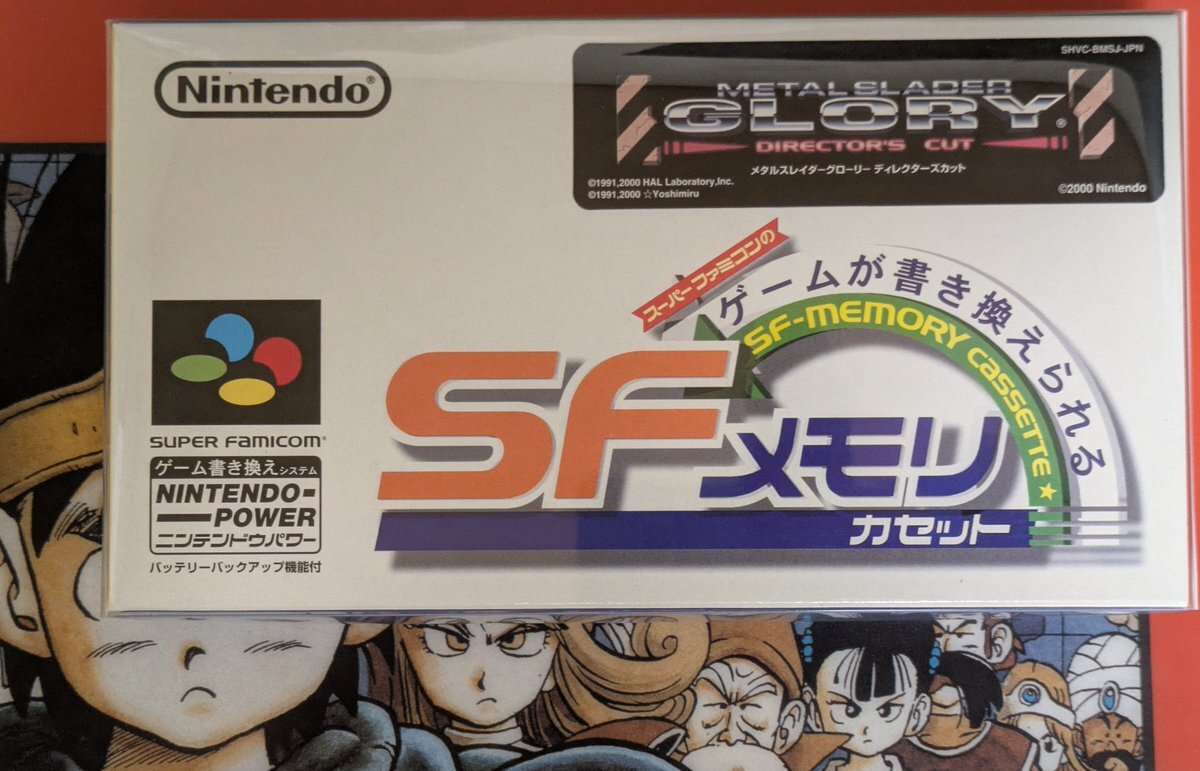 Nintendo®
SHVC-BMSJ-JPN
METAL SLADER
GLORY®
DIRECTOR'S CUT
メタルスレイダーグローリー ディレクターズカット
©1991,2000 HAL Laboratory,Inc.
©1991,2000 ☆Yoshimiru
©2000 Nintendo
スーパーファミコンの
ゲームが書き換えられる
SF-MEMORY CASSETTE★
SFメモリ
カセット
SUPER FAMICOM®
ゲーム書き換えシステム
NINTENDO-
POWER
ニンテンドウパワー
バッテリーバックアップ機能付